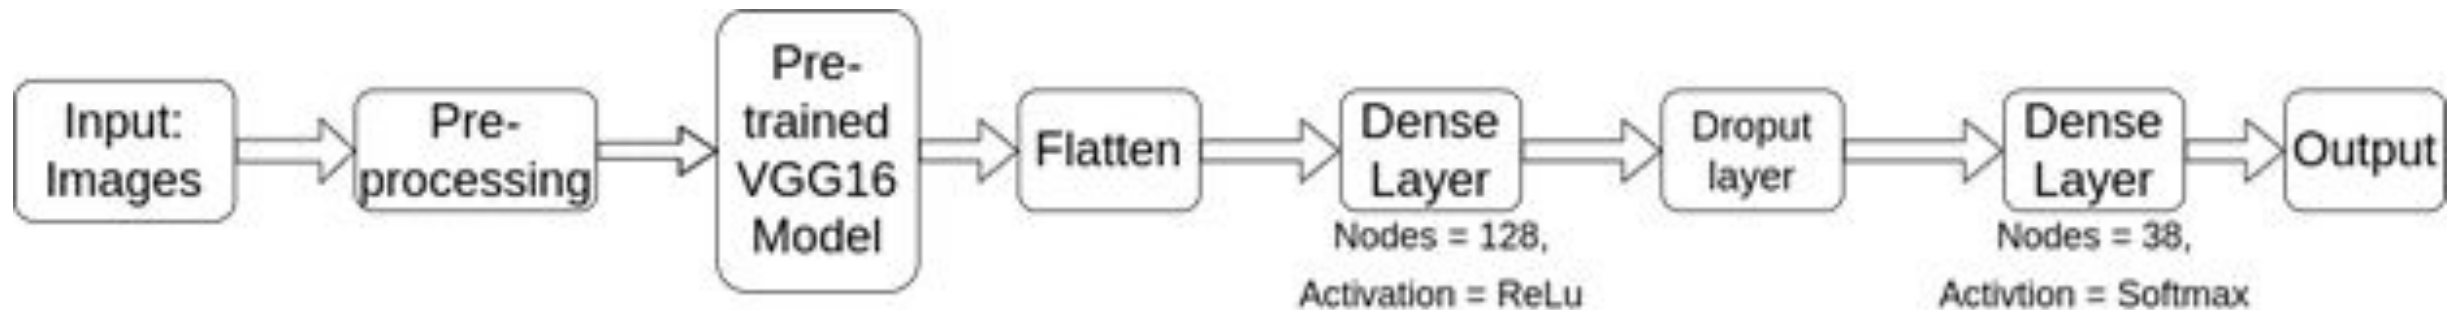 Input:
Images
Pre-
processing
Pre-
trained
VGG16
Model
Flatten
Dense
Layer
Nodes = 128,
Activation = ReLu
Droput
layer
Dense
Layer
Nodes = 38,
Activtion = Softmax
Output